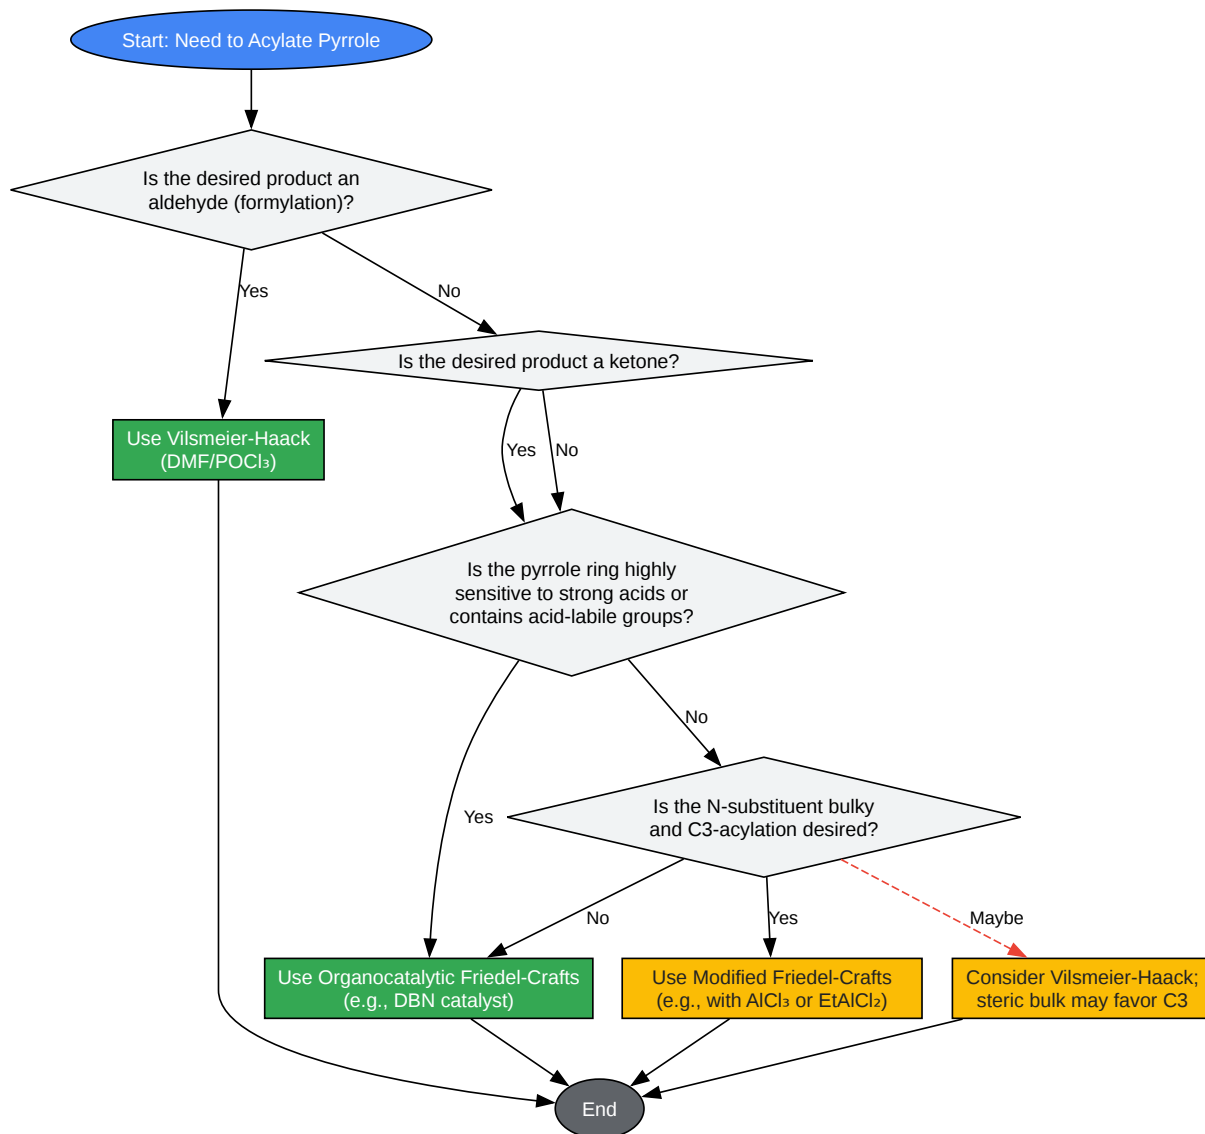 Start: Need to Acylate Pyrrole
Is the desired product an
aldehyde (formylation)?
Yes
No
Is the desired product a ketone?
Use Vilsmeier-Haack
(DMF/POCl₃)
Yes
No
Is the pyrrole ring highly
sensitive to strong acids or
contains acid-labile groups?
No
Yes
Is the N-substituent bulky
and C3-acylation desired?
No
Yes
Maybe
Use Organocatalytic Friedel-Crafts
(e.g., DBN catalyst)
Use Modified Friedel-Crafts
(e.g., with AlCl₃ or EtAlCl₂)
Consider Vilsmeier-Haack;
steric bulk may favor C3
End